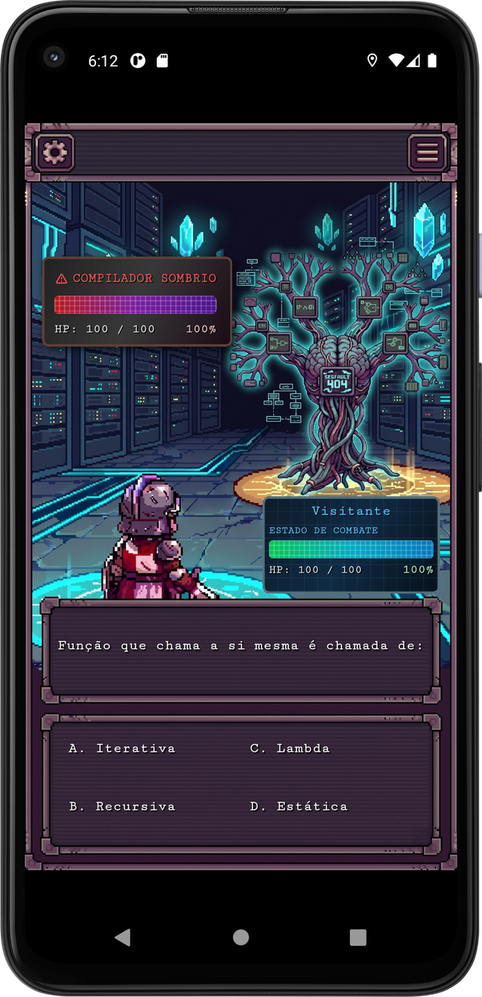 6:12
COMPILADOR SOMBRIO
HP: 100 / 100 100%
SEGFAULT
404
Visitante
ESTADO DE COMBATE
HP: 100 / 100 100%
Função que chama a si mesma é chamada de:
A. Iterativa
C. Lambda
B. Recursiva
D. Estática